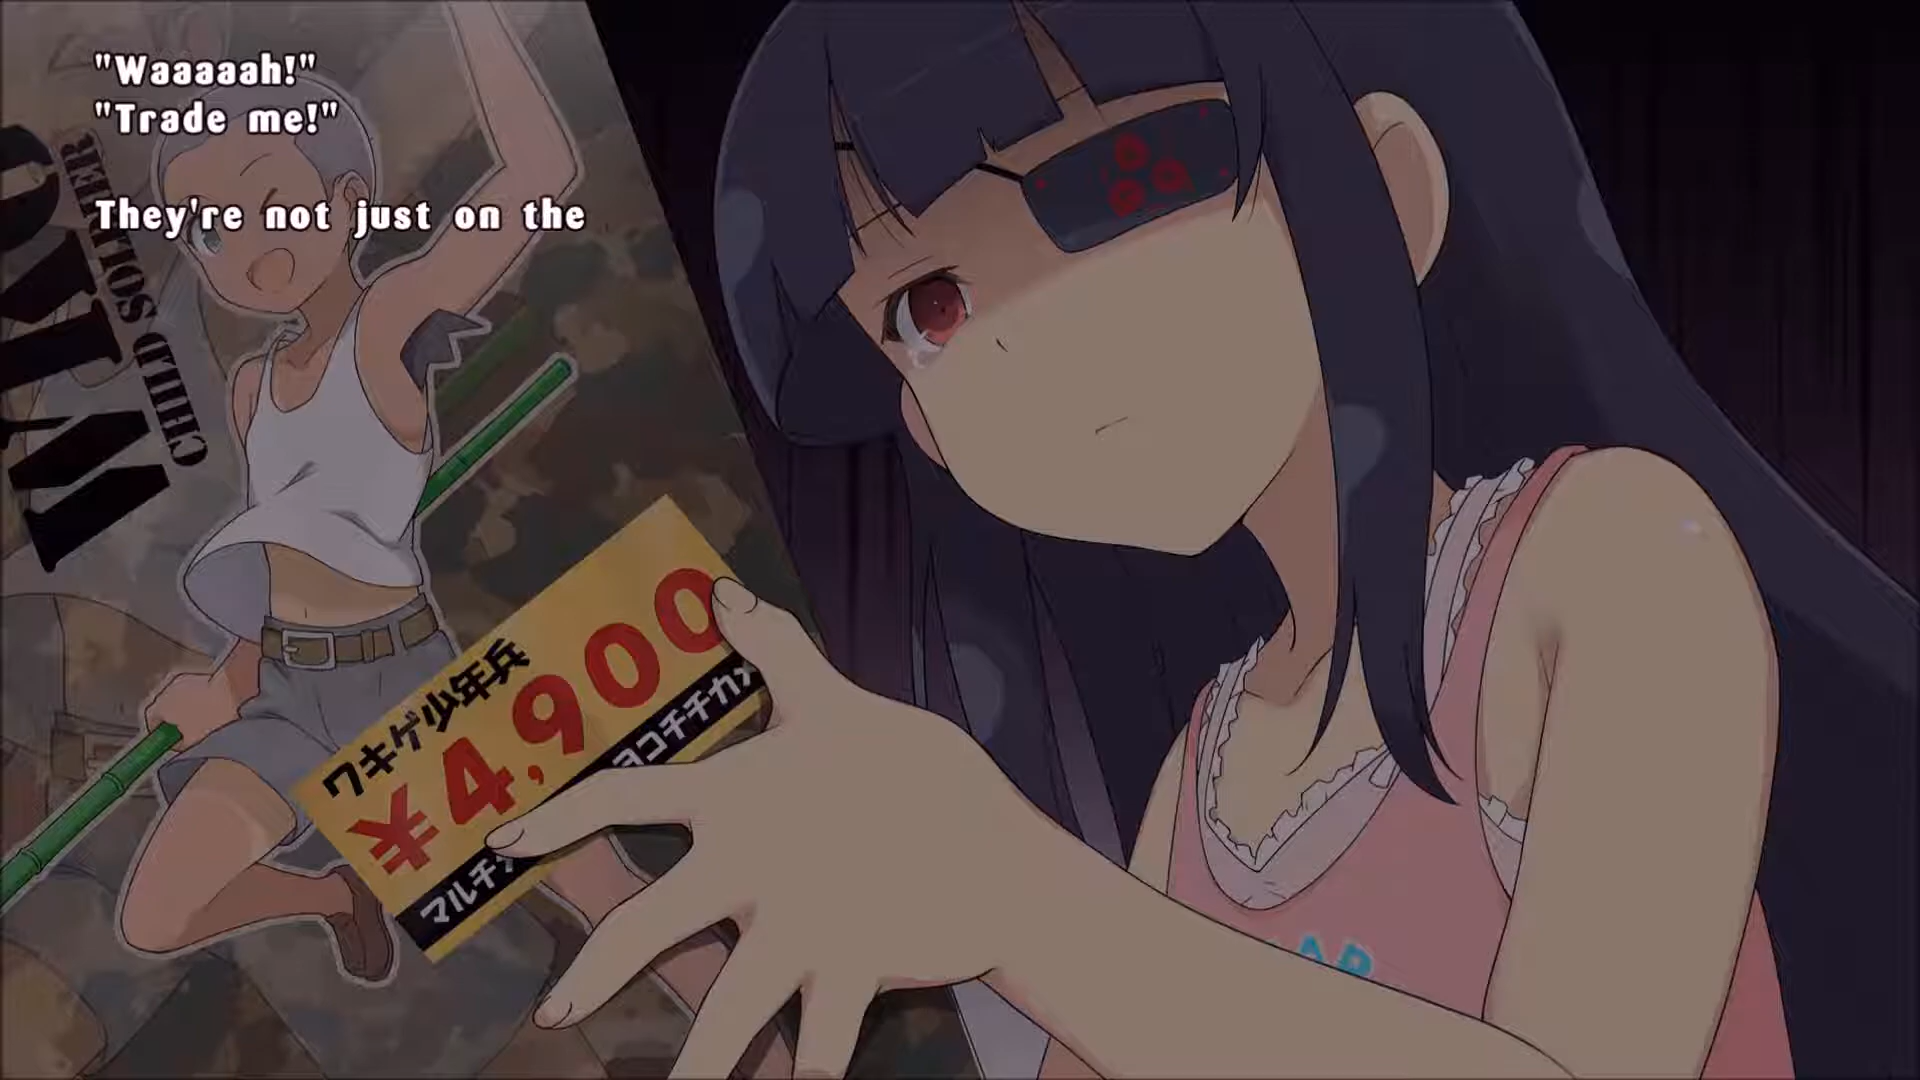 "Waaaaah!"
"Trade me!"
They're not just on the
CHILD SOLDIER
ワキゲ少年兵
¥4,900
マルチ
ヨコチチカメ